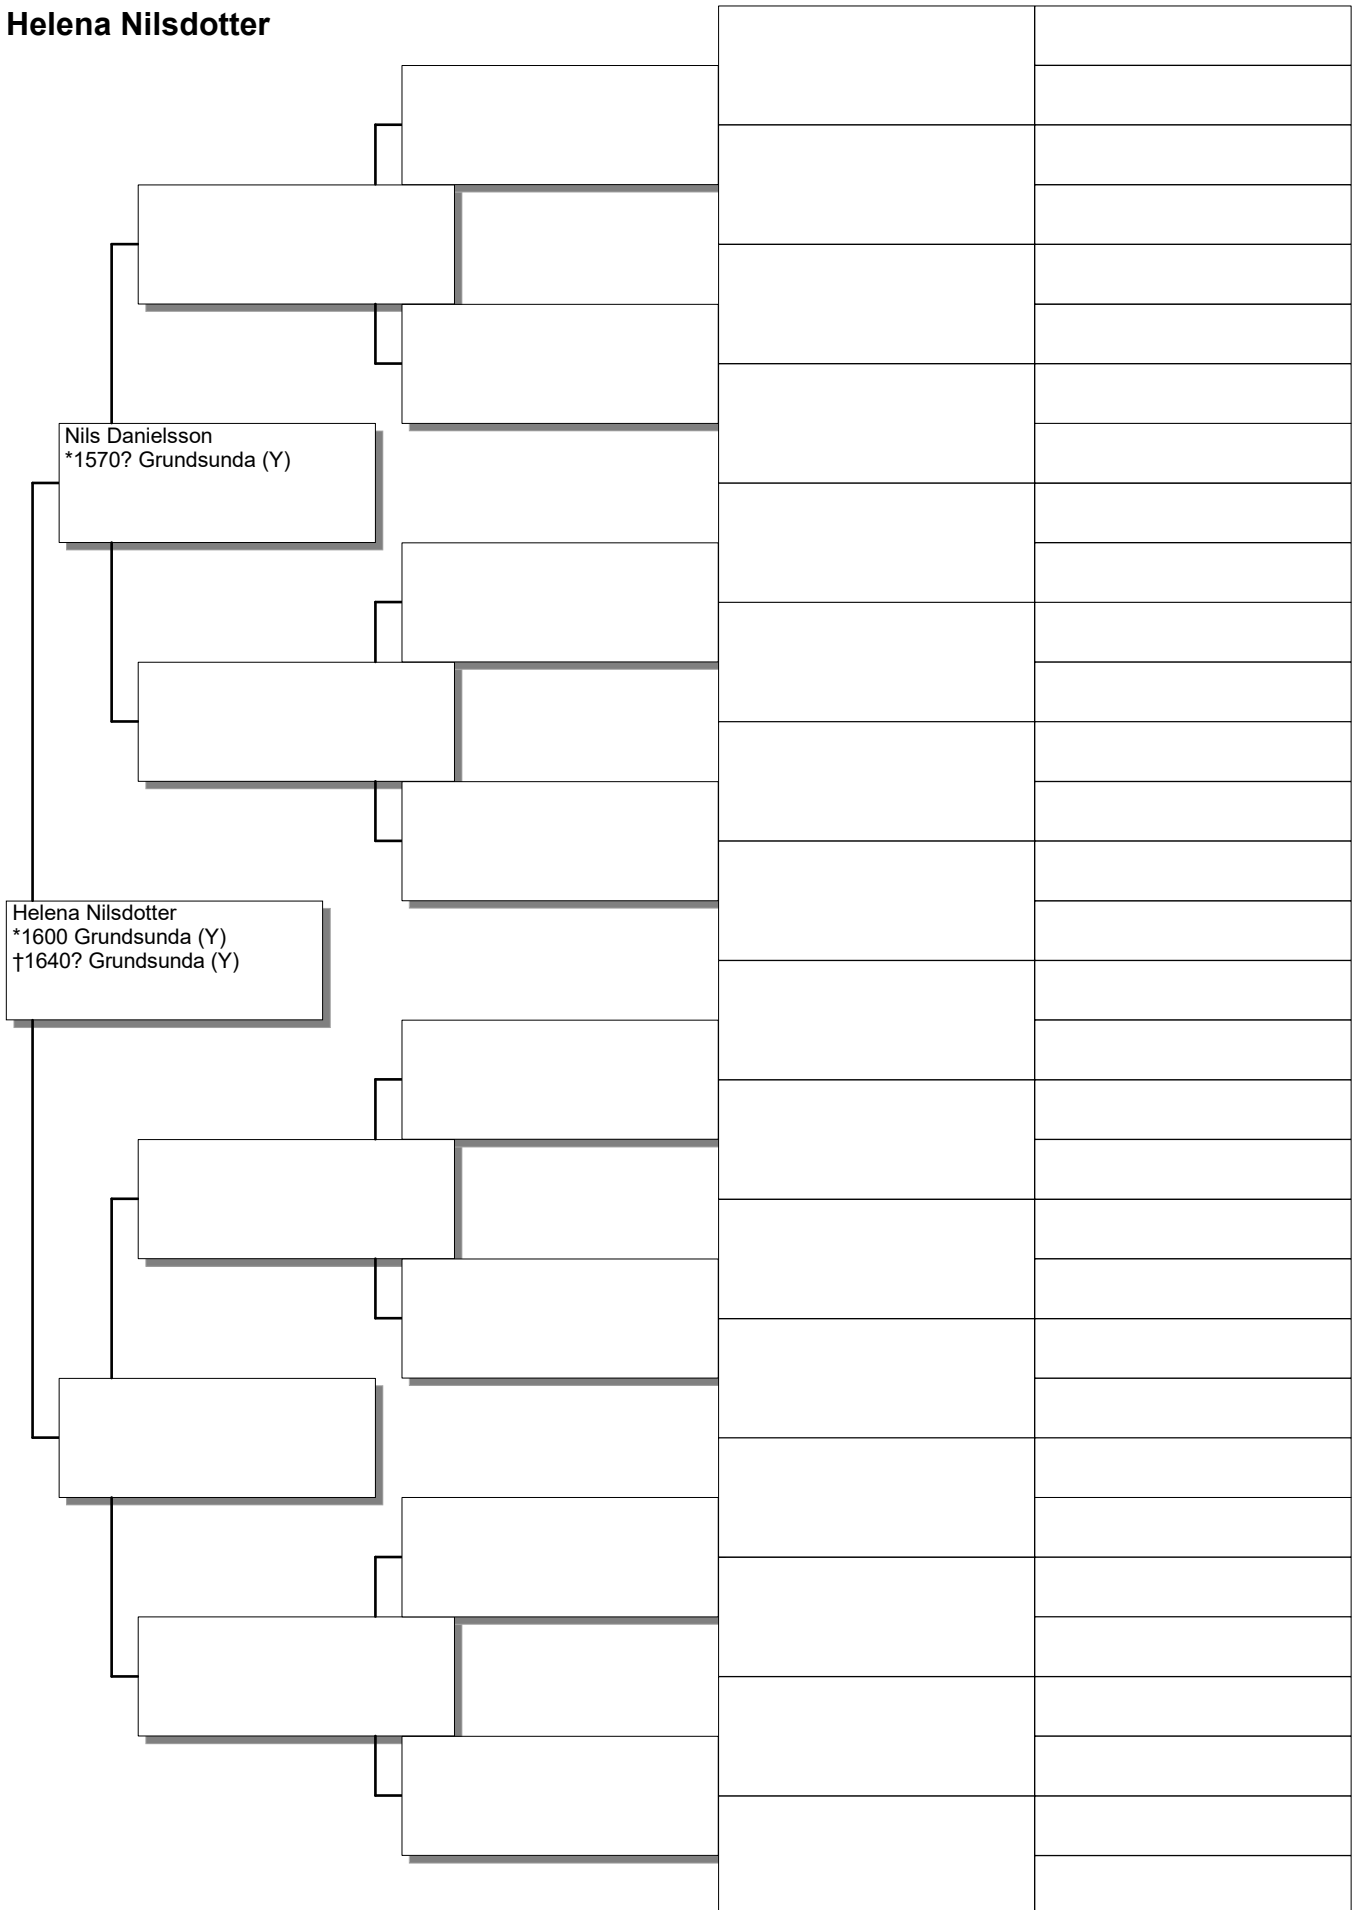 Helena Nilsdotter
Nils Danielsson
*1570? Grundsunda (Y)
Helena Nilsdotter
*1600 Grundsunda (Y)
†1640? Grundsunda (Y)